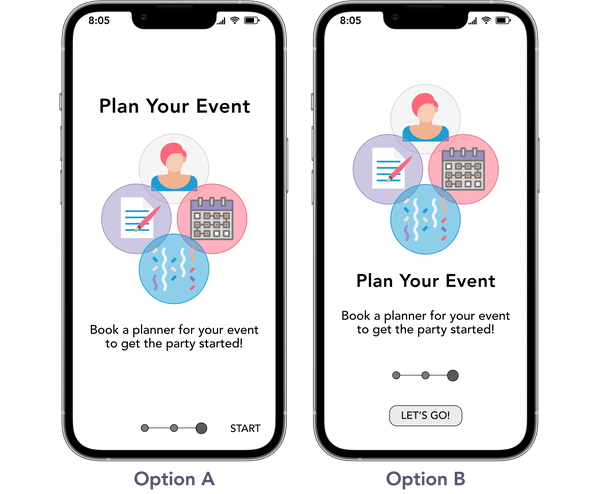 8:05
Plan Your Event
Book a planner for your event
to get the party started!
START
Option A
8:05
Plan Your Event
Book a planner for your event
to get the party started!
LET'S GO!
Option B